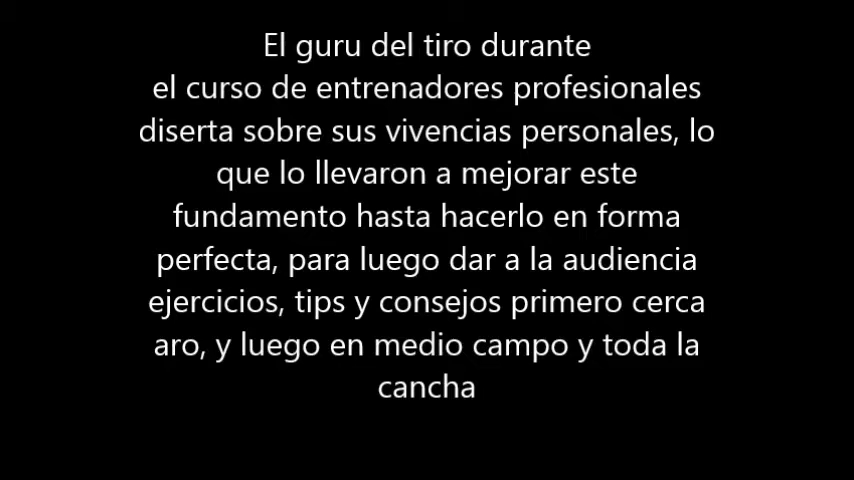 El guru del tiro durante
el curso de entrenadores profesionales
diserta sobre sus vivencias personales, lo
que lo llevaron a mejorar este
fundamento hasta hacerlo en forma
perfecta, para luego dar a la audiencia
ejercicios, tips y consejos primero cerca
aro, y luego en medio campo y toda la
cancha